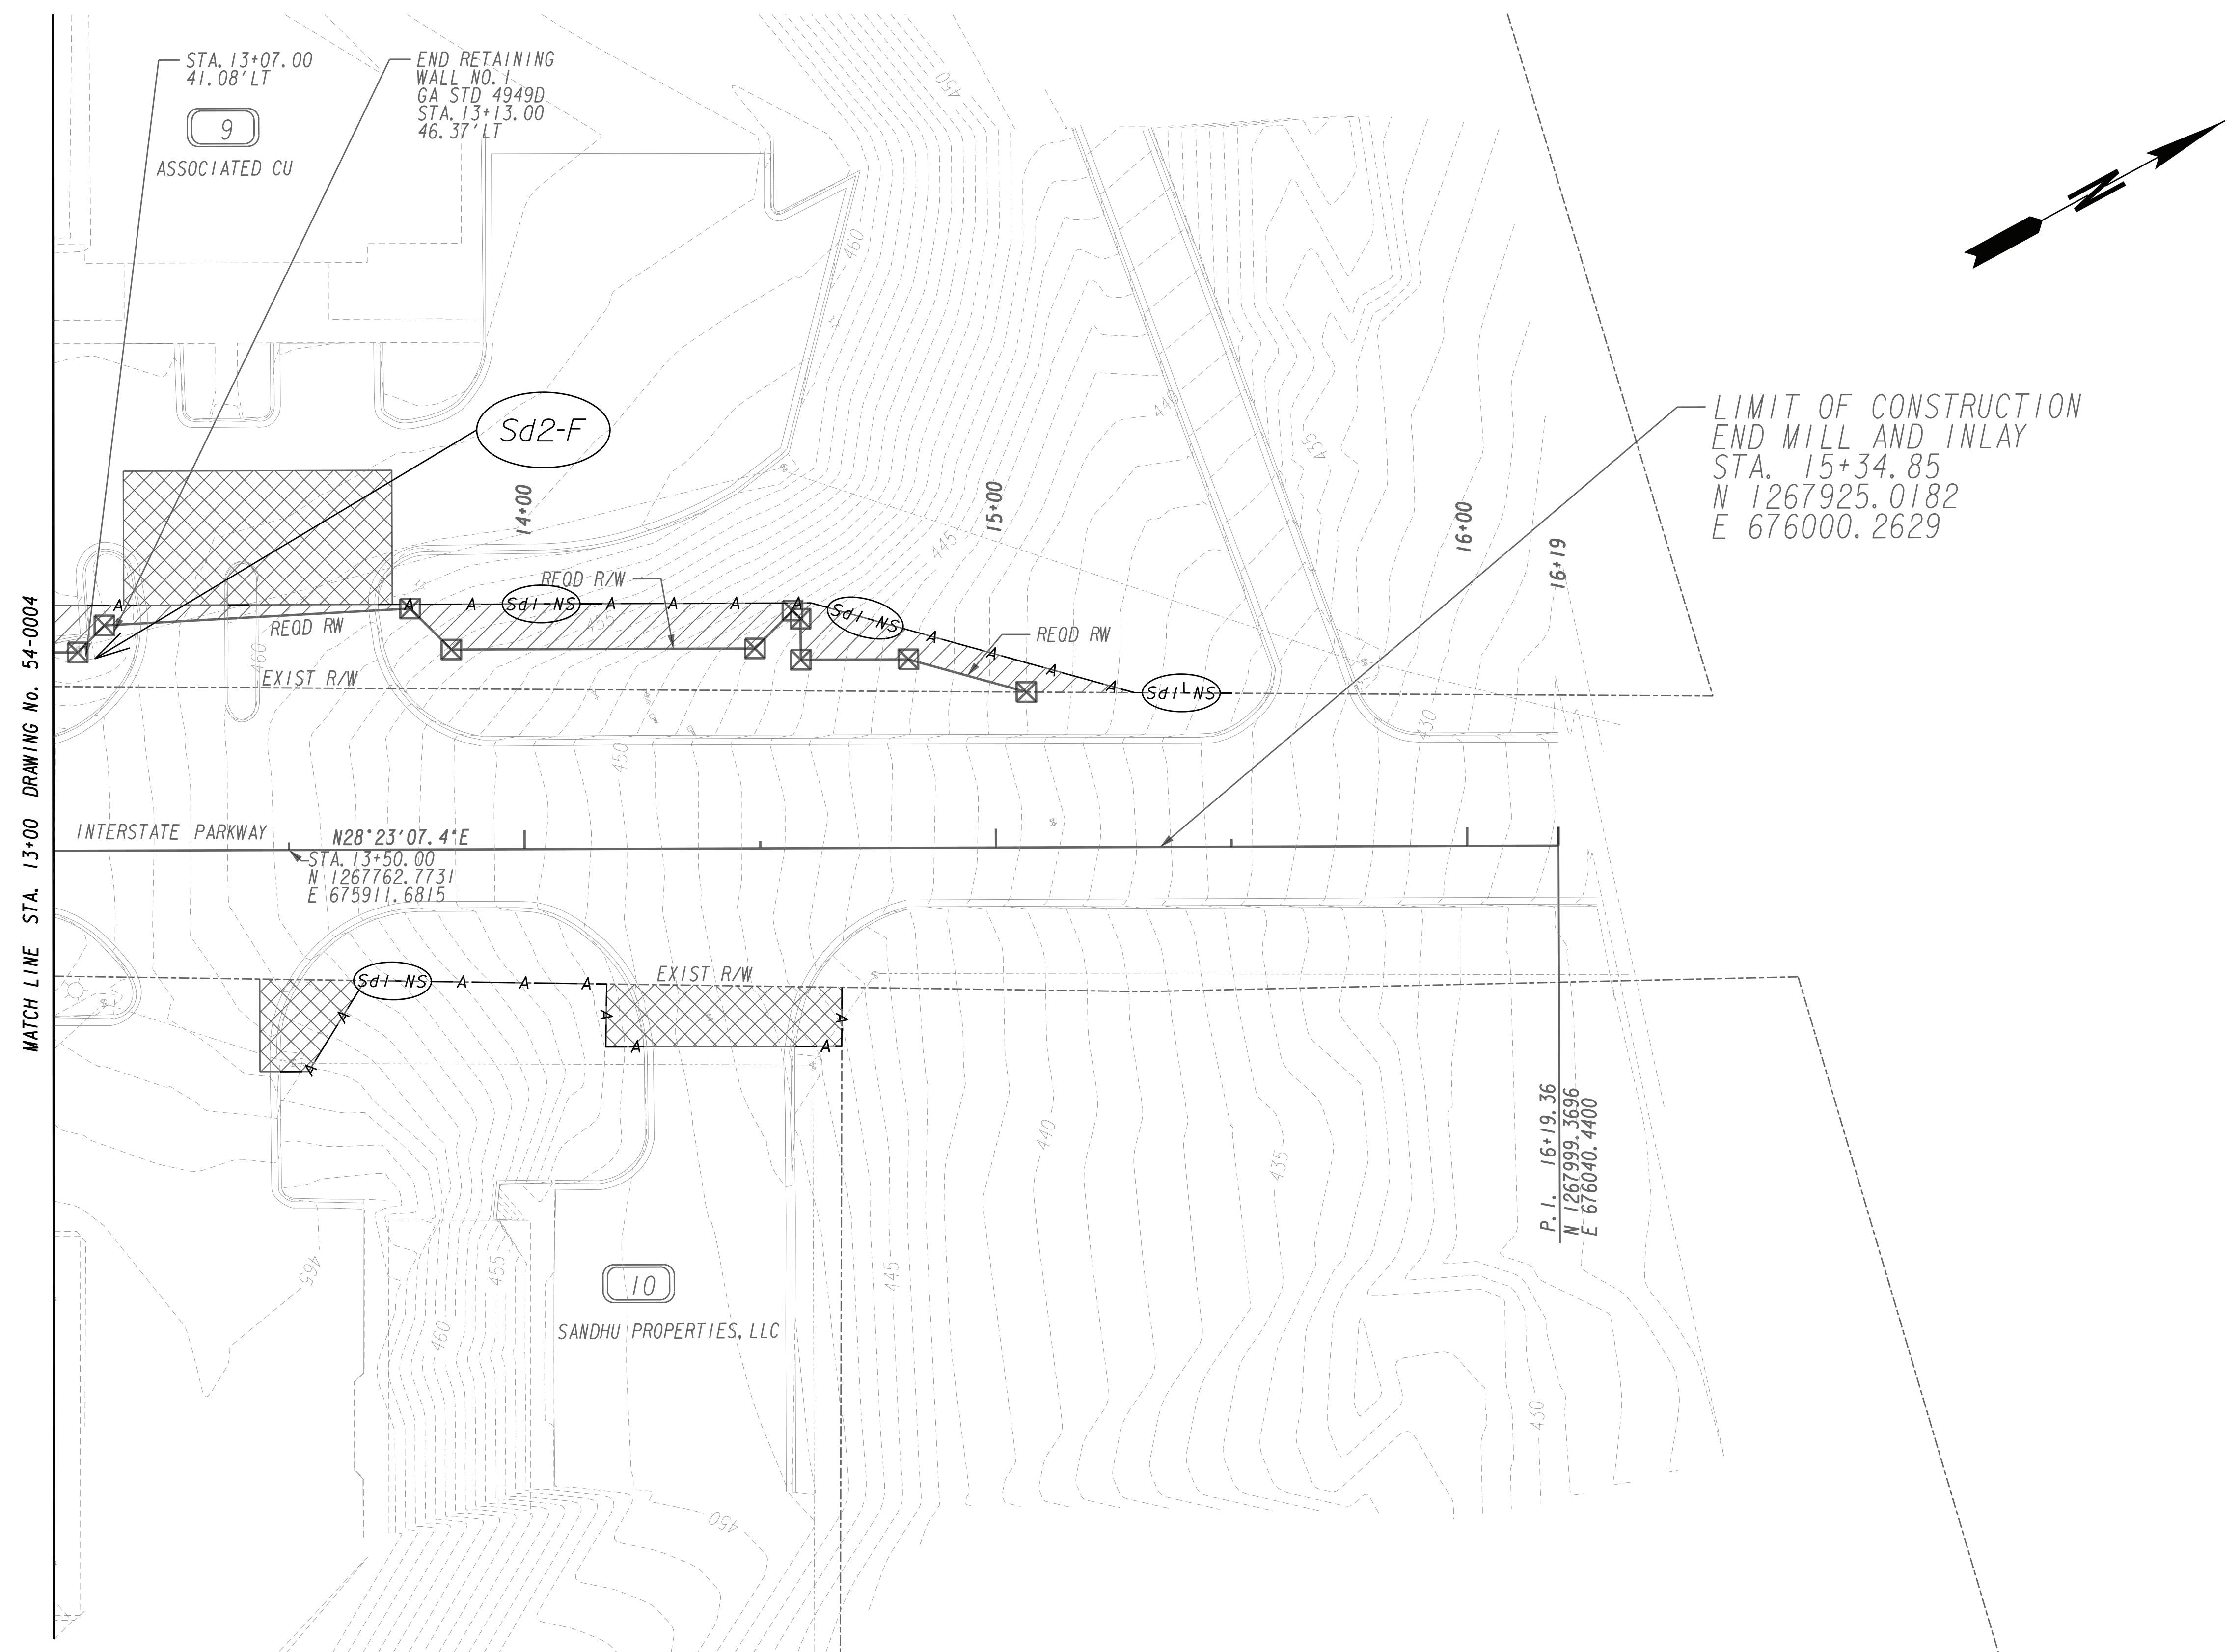 STA. 13+07.00
41.08' LT
9
ASSOCIATED CU
END RETAINING
WALL NO. 1
GA STD 4949D
STA. 13+13.00
46.37' LT
450
460
N
LIMIT OF CONSTRUCTION
END MILL AND INLAY
STA. 15+34.85
N 1267925.0182
E 676000.2629
Sd2-F
440
435
14+00
15+00
16+00
16+19
445
REQD R/W
Sd1-NS
Sd1-NS
455
REQD RW
REQD RW
460
EXIST R/W
Sd1-NS
A A A A A A A A A A A
430
450
MATCH LINE STA. 13+00 DRAWING No. 54-0004
INTERSTATE PARKWAY
N28°23'07.4"E
STA. 13+50.00
N 1267762.7731
E 675911.6815
Sd1-NS
A A A
EXIST R/W
A A A A A A
P.I. 16+19.36
N 1267999.3696
E 676040.4400
440
435
465
455
445
10
SANDHU PROPERTIES, LLC
460
430
450